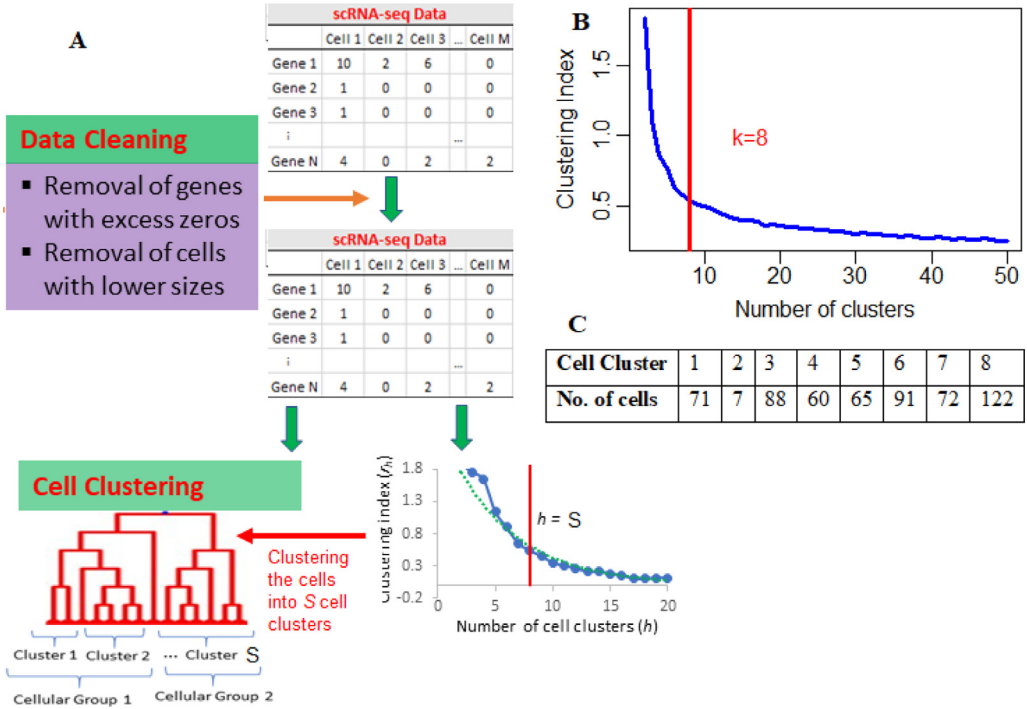 A
scRNA-seq Data
Cell 1 Cell 2 Cell 3 ... Cell M
Gene 1 10 2 6 0
Gene 2 1 0 0 0
Gene 3 1 0 0 0
⁞ ...
Gene N 4 0 2 2
Data Cleaning
▪ Removal of genes
with excess zeros
▪ Removal of cells
with lower sizes
scRNA-seq Data
Cell 1 Cell 2 Cell 3 ... Cell M
Gene 1 10 2 6 0
Gene 2 1 0 0 0
Gene 3 1 0 0 0
⁞ ...
Gene N 4 0 2 2
Cell Clustering
Clustering
the cells
into S cell
clusters
Cluster 1 Cluster 2 ... Cluster S
Cellular Group 1 Cellular Group 2
Clustering index (rₕ)
1.8
1.3
0.8
0.3
-0.2
h = S
0 5 10 15 20
Number of cell clusters (h)
B
Clustering Index
1.5
1.0
0.5
k=8
10 20 30 40 50
Number of clusters
C
Cell Cluster 1 2 3 4 5 6 7 8
No. of cells 71 7 88 60 65 91 72 122